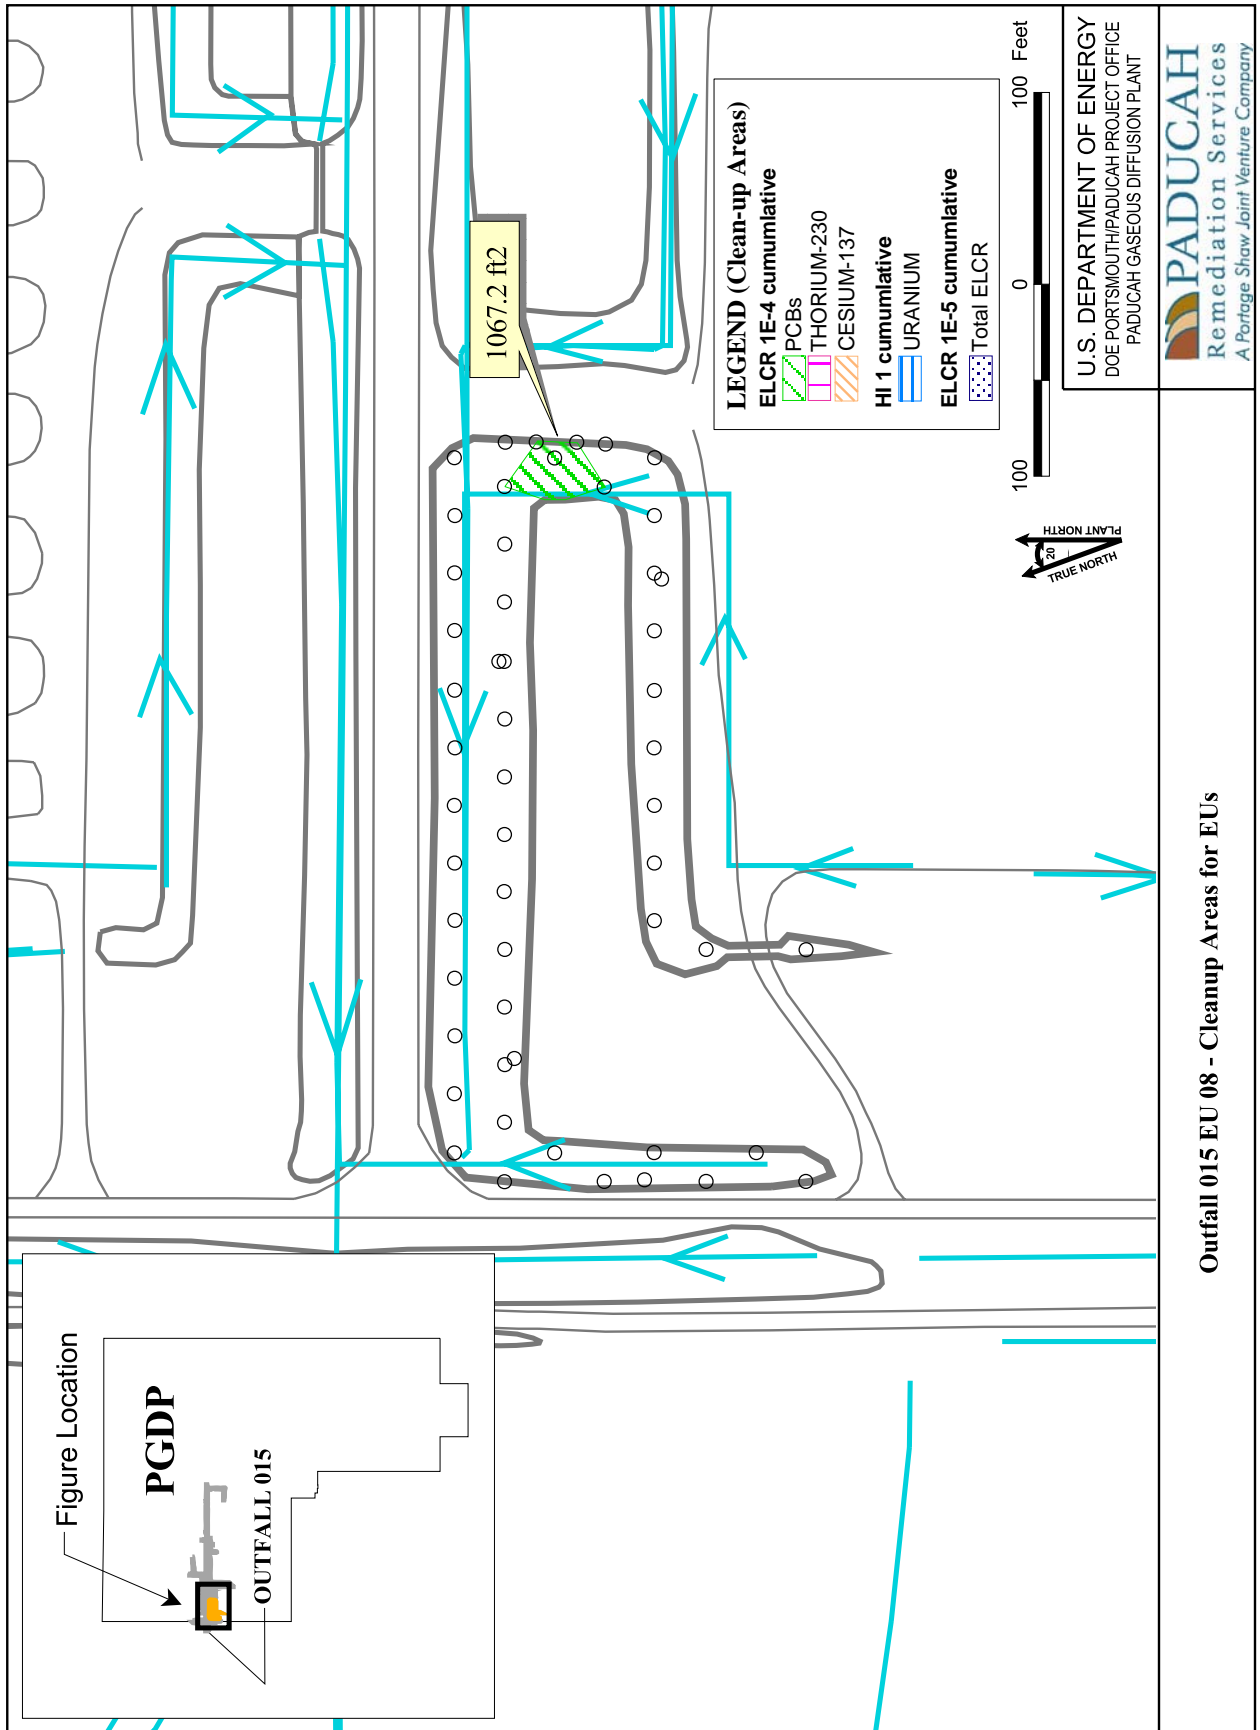 Figure Location
PGDP
OUTFALL 015
1067.2 ft2
LEGEND (Clean-up Areas)
ELCR 1E-4 cumumlative
PCBs
THORIUM-230
CESIUM-137
HI 1 cumumlative
URANIUM
ELCR 1E-5 cumumlative
Total ELCR
100 0 100 Feet
PLANT NORTH
20
TRUE NORTH
U.S. DEPARTMENT OF ENERGY
DOE PORTSMOUTH/PADUCAH PROJECT OFFICE
PADUCAH GASEOUS DIFFUSION PLANT
PADUCAH
Remediation Services
A Portage Shaw Joint Venture Company
Outfall 015 EU 08 - Cleanup Areas for EUs